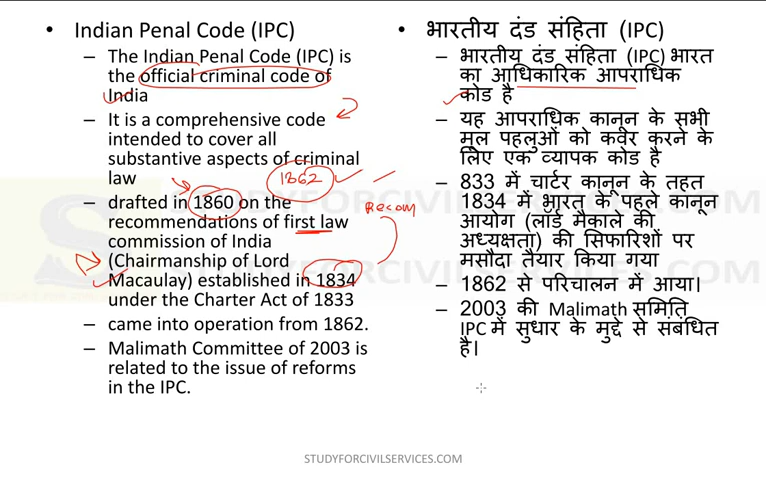 Indian Penal Code (IPC)
– The Indian Penal Code (IPC) is
the official criminal code of
India
– It is a comprehensive code
intended to cover all
substantive aspects of criminal
law
1862
– drafted in 1860 on the
Recom
recommendations of first law
commission of India
(Chairmanship of Lord
Macaulay) established in 1834
under the Charter Act of 1833
– came into operation from 1862.
– Malimath Committee of 2003 is
related to the issue of reforms
in the IPC.
भारतीय दंड संहिता (IPC)
– भारतीय दंड संहिता (IPC) भारत
का आधिकारिक आपराधिक
कोड है
– यह आपराधिक कानून के सभी
मूल पहलुओं को कवर करने के
लिए एक व्यापक कोड है
– 833 में चार्टर कानून के तहत
1834 में भारत के पहले कानून
आयोग (लॉर्ड मैकाले की
अध्यक्षता) की सिफारिशों पर
मसौदा तैयार किया गया
– 1862 से परिचालन में आया।
– 2003 की Malimath समिति
IPC में सुधार के मुद्दे से संबंधित
है।
STUDYFORCIVILSERVICES.COM